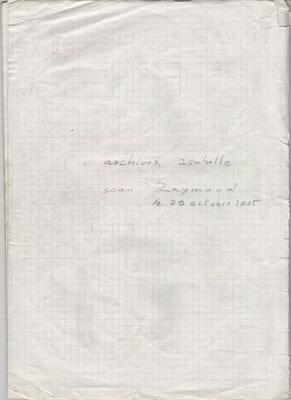 archives, Isabelle
scan Raymond
le 29 octobre 2005